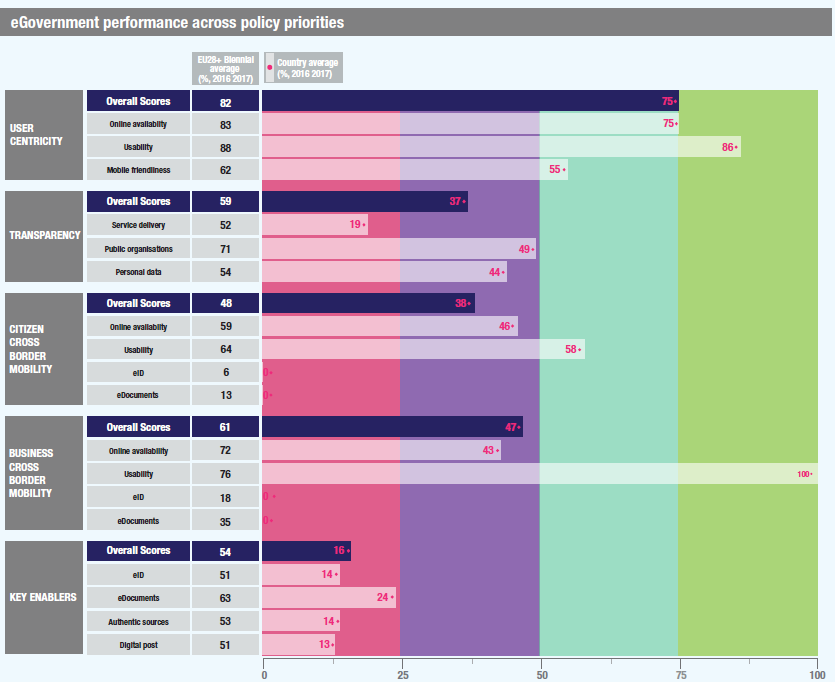 eGovernment performance across policy priorities
EU28+ Biennial
average
(%, 2016 2017)
Country average
(%, 2016 2017)
USER
CENTRICITY
Overall Scores 82 75
Online availability 83 75
Usability 88 86
Mobile friendliness 62 55
TRANSPARENCY
Overall Scores 59 37
Service delivery 52 19
Public organisations 71 49
Personal data 54 44
CITIZEN
CROSS
BORDER
MOBILITY
Overall Scores 48 38
Online availability 59 46
Usability 64 58
eID 6 0
eDocuments 13 0
BUSINESS
CROSS
BORDER
MOBILITY
Overall Scores 61 47
Online availability 72 43
Usability 76 100
eID 18 0
eDocuments 35 0
KEY ENABLERS
Overall Scores 54 16
eID 51 14
eDocuments 63 24
Authentic sources 53 14
Digital post 51 13
0 25 50 75 100